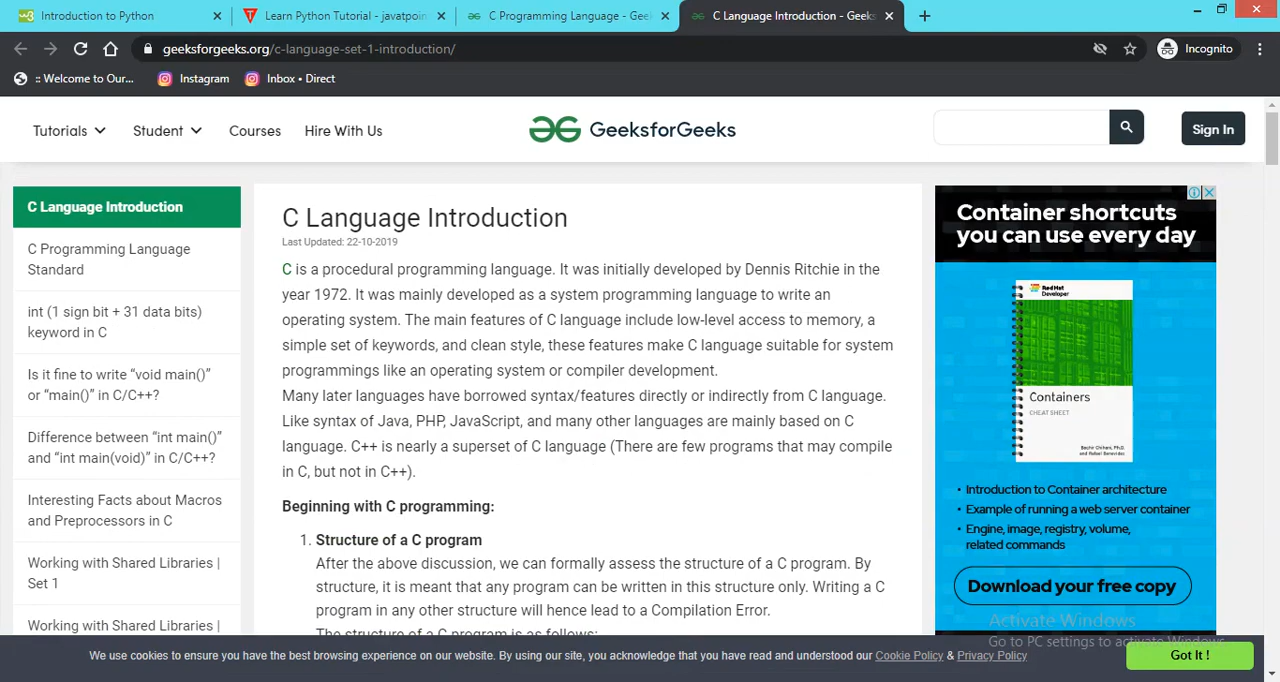 Introduction to Python
Learn Python Tutorial - javatpoin
C Programming Language - Geek
C Language Introduction - Geeks
geeksforgeeks.org/c-language-set-1-introduction/
Incognito
:: Welcome to Our...
Instagram
Inbox • Direct
Tutorials
Student
Courses
Hire With Us
GeeksforGeeks
Sign In
C Language Introduction
C Programming Language
Standard
int (1 sign bit + 31 data bits)
keyword in C
Is it fine to write “void main()”
or “main()” in C/C++?
Difference between “int main()”
and “int main(void)” in C/C++?
Interesting Facts about Macros
and Preprocessors in C
Working with Shared Libraries |
Set 1
Working with Shared Libraries |
C Language Introduction
Last Updated: 22-10-2019
C is a procedural programming language. It was initially developed by Dennis Ritchie in the
year 1972. It was mainly developed as a system programming language to write an
operating system. The main features of C language include low-level access to memory, a
simple set of keywords, and clean style, these features make C language suitable for system
programmings like an operating system or compiler development.
Many later languages have borrowed syntax/features directly or indirectly from C language.
Like syntax of Java, PHP, JavaScript, and many other languages are mainly based on C
language. C++ is nearly a superset of C language (There are few programs that may compile
in C, but not in C++).
Beginning with C programming:
1. Structure of a C program
After the above discussion, we can formally assess the structure of a C program. By
structure, it is meant that any program can be written in this structure only. Writing a C
program in any other structure will hence lead to a Compilation Error.
The structure of a C program is as follows:
Container shortcuts
you can use every day
Red Hat
Developer
Containers
CHEAT SHEET
• Introduction to Container architecture
• Example of running a web server container
• Engine, image, registry, volume,
related commands
Download your free copy
Activate Windows
Go to PC settings to activate Windows.
We use cookies to ensure you have the best browsing experience on our website. By using our site, you acknowledge that you have read and understood our Cookie Policy & Privacy Policy
Got It !